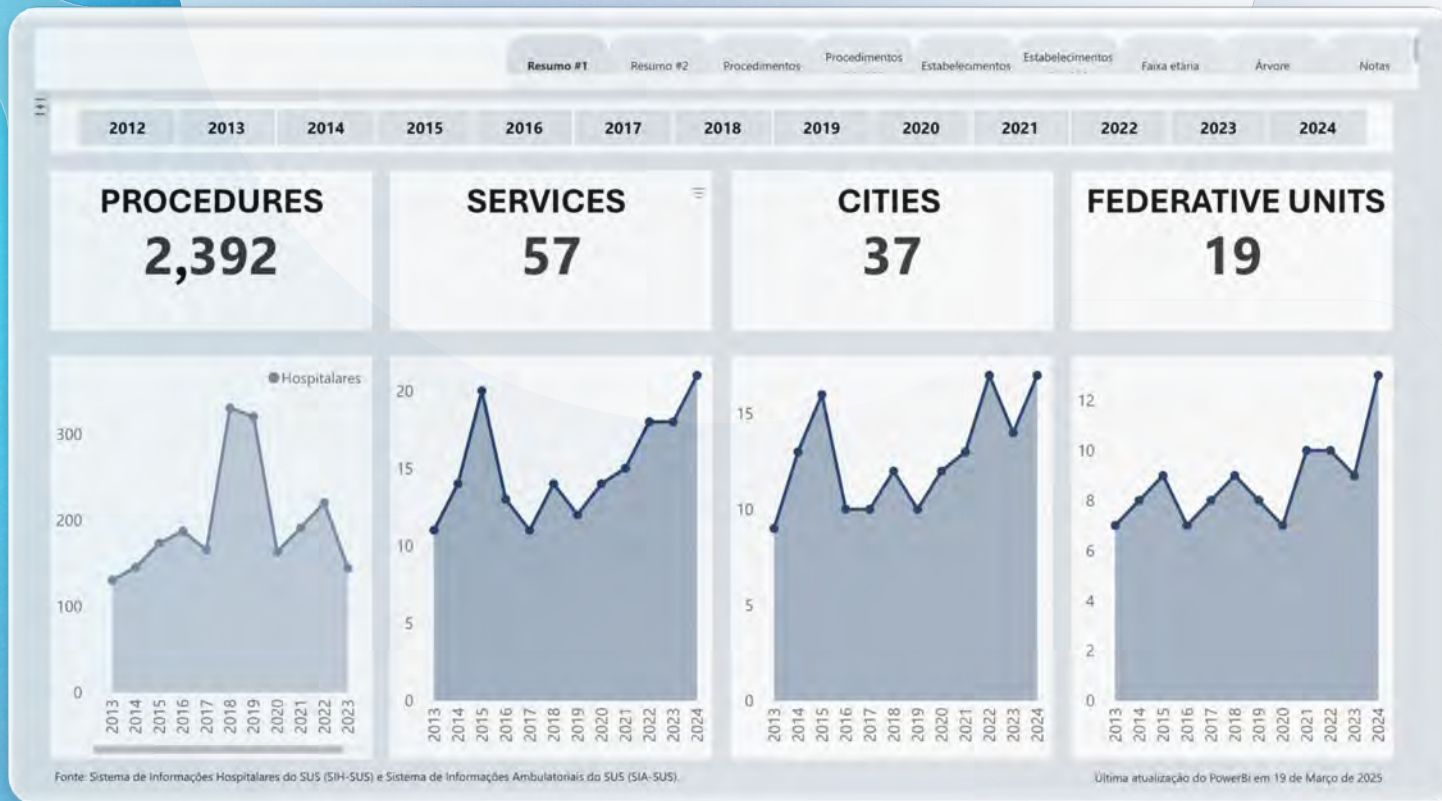 Resumo #1 Resumo #2 Procedimentos Procedimentos Estabelecimentos Estabelecimentos Faixa etária Árvore Notas
2012 2013 2014 2015 2016 2017 2018 2019 2020 2021 2022 2023 2024
PROCEDURES
2,392
SERVICES
57
CITIES
37
FEDERATIVE UNITS
19
Hospitalares
300
200
100
0
2013 2014 2015 2016 2017 2018 2019 2020 2021 2022 2023
20
15
10
5
0
2013 2014 2015 2016 2017 2018 2019 2020 2021 2022 2023 2024
15
10
5
0
2013 2014 2015 2016 2017 2018 2019 2020 2021 2022 2023 2024
12
10
8
6
4
2
0
2013 2014 2015 2016 2017 2018 2019 2020 2021 2022 2023 2024
Fonte: Sistema de Informações Hospitalares do SUS (SIH-SUS) e Sistema de Informações Ambulatoriais do SUS (SIA-SUS).
Última atualização do PowerBi em 19 de Março de 2025